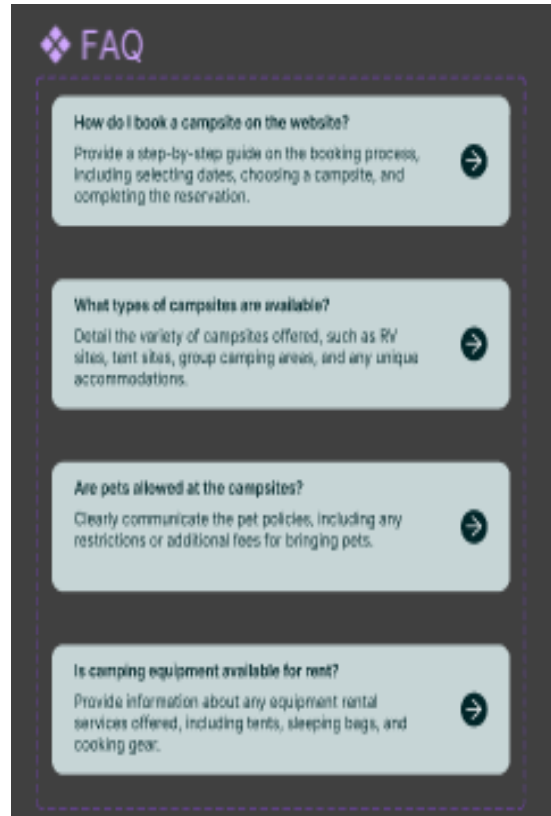 FAQ
How do I book a campsite on the website?
Provide a step-by-step guide on the booking process,
including selecting dates, choosing a campsite, and
completing the reservation.
What types of campsites are available?
Detail the variety of campsites offered, such as RV
sites, tent sites, group camping areas, and any unique
accommodations.
Are pets allowed at the campsites?
Clearly communicate the pet policies, including any
restrictions or additional fees for bringing pets.
Is camping equipment available for rent?
Provide information about any equipment rental
services offered, including tents, sleeping bags, and
cooking gear.